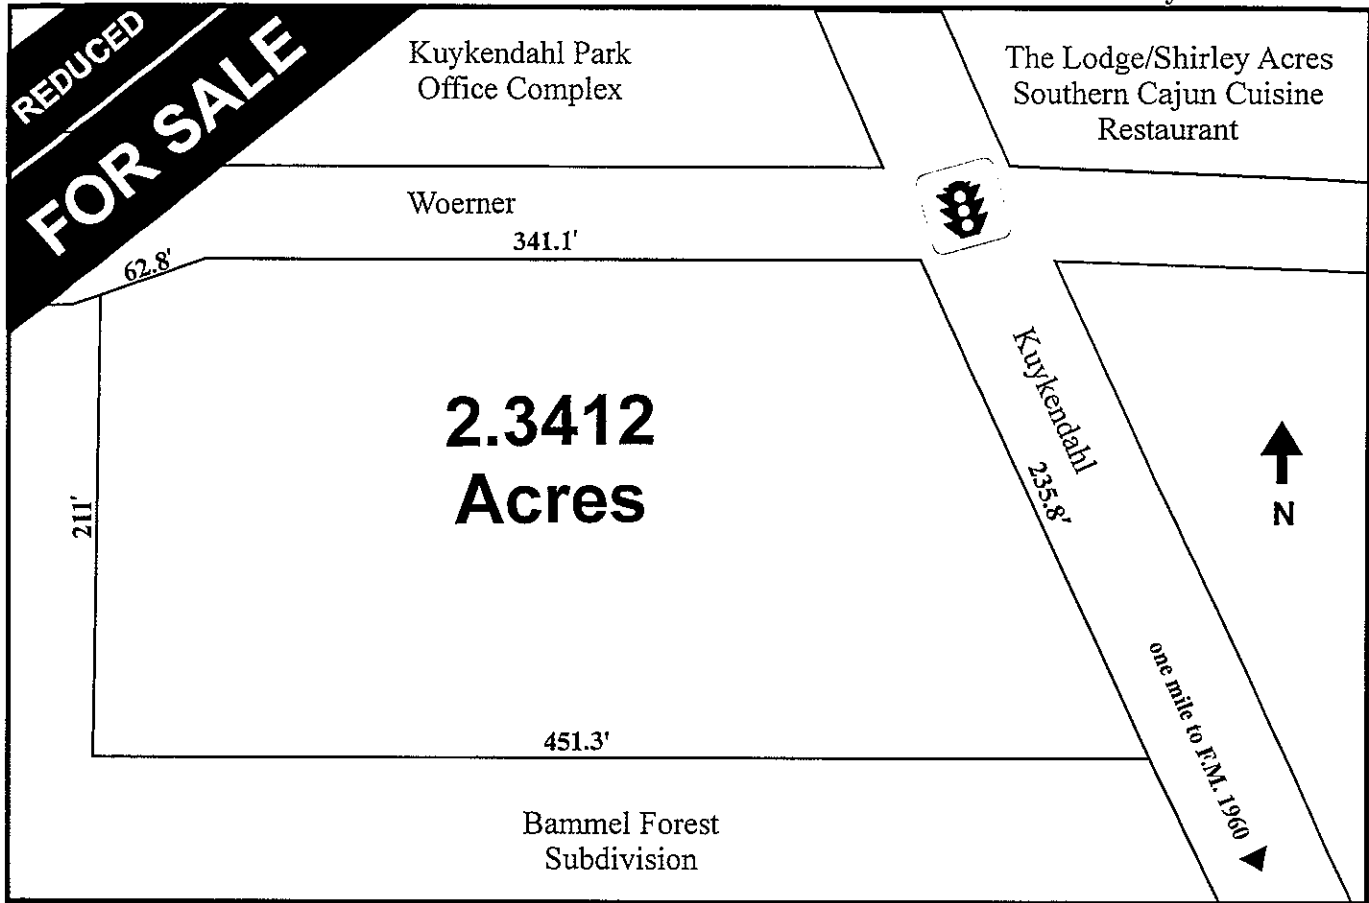 REDUCED
FOR SALE
Kuykendahl Park
Office Complex
The Lodge/Shirley Acres
Southern Cajun Cuisine
Restaurant
Woerner
341.1'
62.8'
2.3412
Acres
Kuykendahl
235.8'
211'
N
451.3'
one mile to F.M. 1960
Bammel Forest
Subdivision